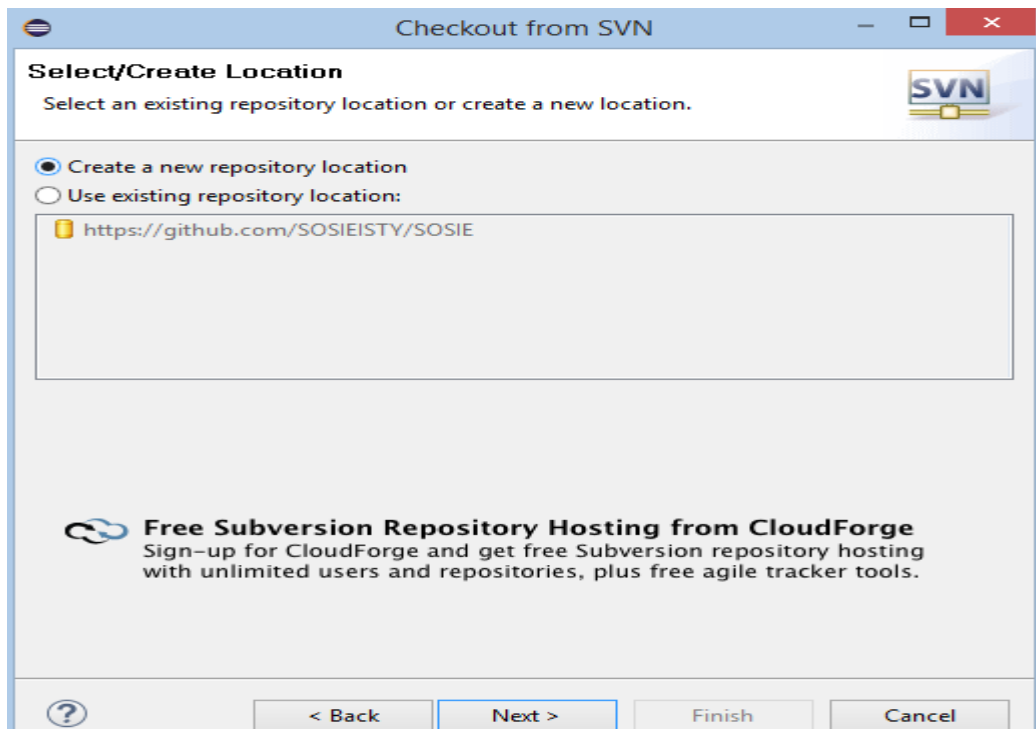 Checkout from SVN
Select/Create Location
Select an existing repository location or create a new location.
SVN
Create a new repository location
Use existing repository location:
https://github.com/SOSIEISTY/SOSIE
Free Subversion Repository Hosting from CloudForge
Sign-up for CloudForge and get free Subversion repository hosting
with unlimited users and repositories, plus free agile tracker tools.
? < Back Next > Finish Cancel